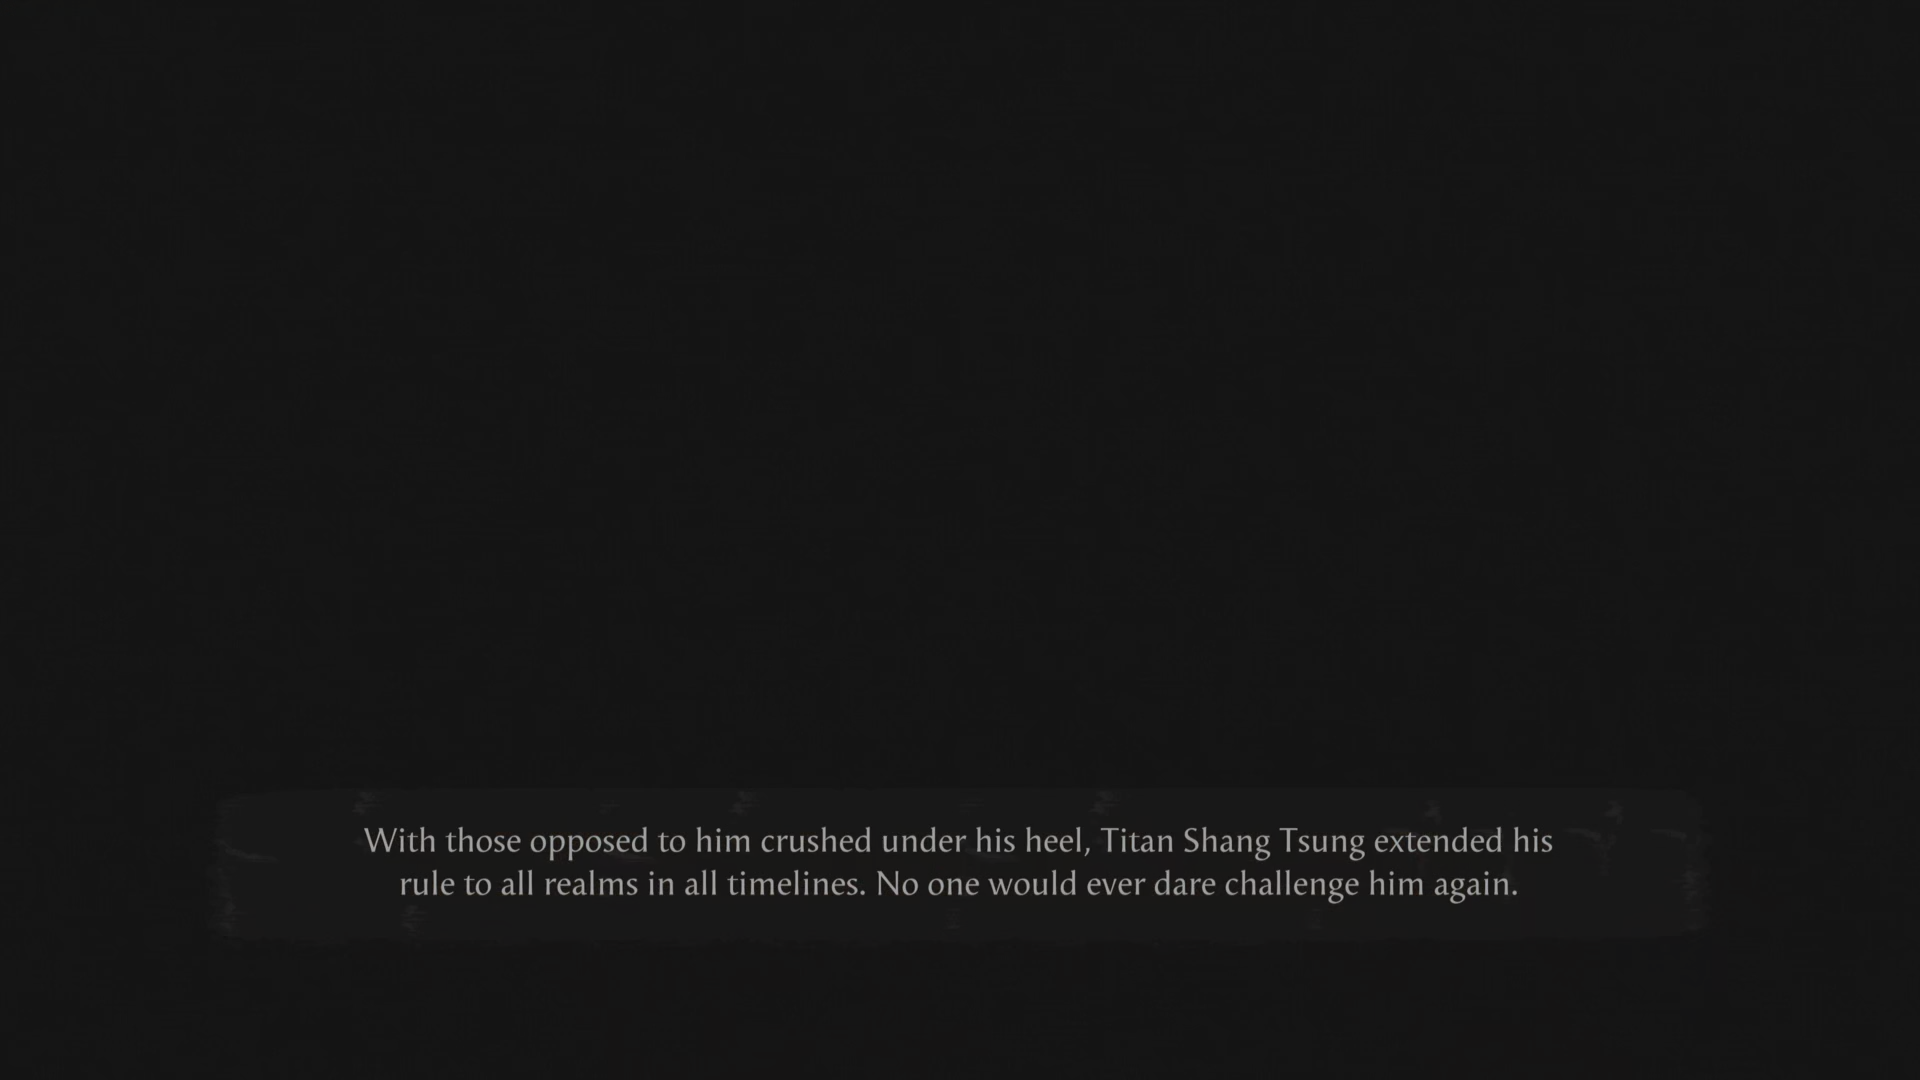 With those opposed to him crushed under his heel, Titan Shang Tsung extended his
rule to all realms in all timelines. No one would ever dare challenge him again.